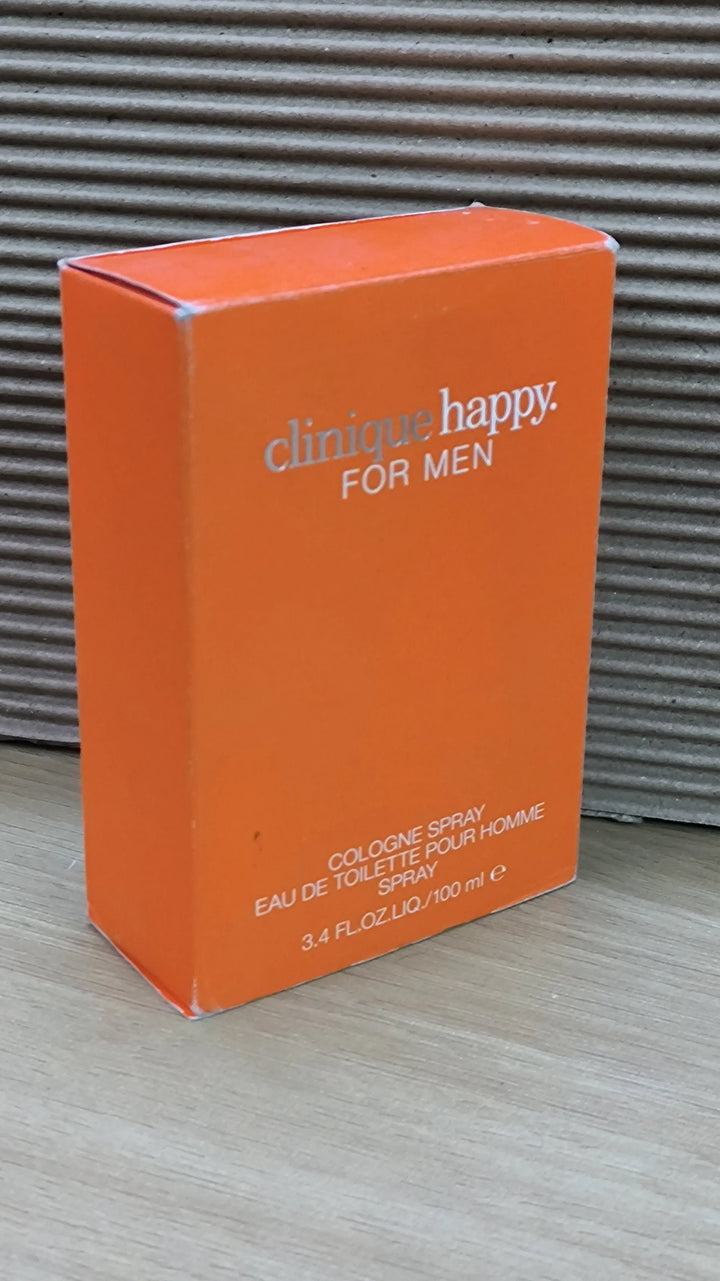 clinique happy.
FOR MEN
COLOGNE SPRAY
EAU DE TOILETTE POUR HOMME
SPRAY
3.4 FL.OZ.LIQ./100 ml ℮